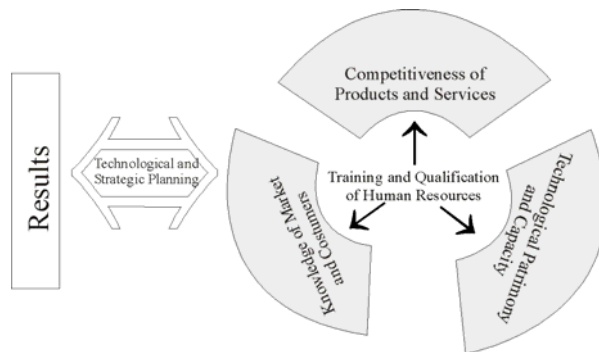 Results
Technological and
Strategic Planning
Competitiveness of
Products and Services
Training and Qualification
of Human Resources
Knowledge of Market
and Costumers
Technological Patrimony
and Capacity